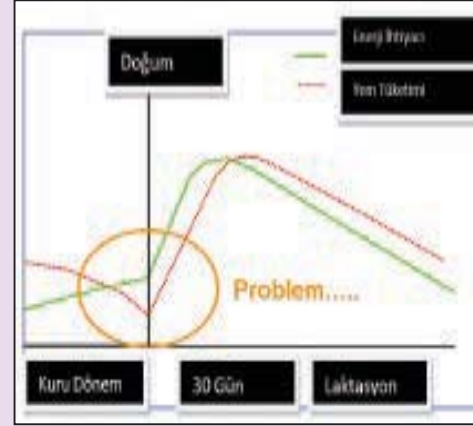 Enerji İhtiyacı
Doğum
Yem Tüketimi
Problem.....
Kuru Dönem
30 Gün
Laktasyon